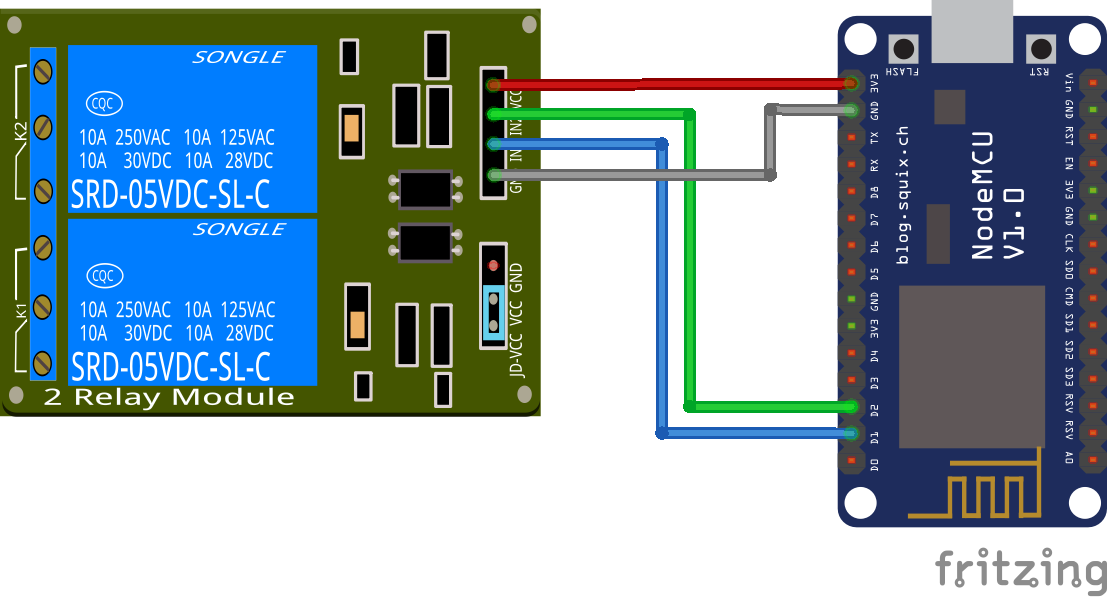 SONGLE
CQC
10A 250VAC 10A 125VAC
10A 30VDC 10A 28VDC
SRD-05VDC-SL-C
SONGLE
CQC
10A 250VAC 10A 125VAC
10A 30VDC 10A 28VDC
SRD-05VDC-SL-C
2 Relay Module
K2
K1
VCC
IN2
IN
GN
JD-VCC VCC GND
FLASH
RST
3V3
GND
TX
RX
D8
D7
D6
D5
GND
3V3
D4
D3
D2
D1
D0
blog.squix.ch
NodeMCU
V1.0
Vin
GND
RST
EN
3V3
GND
CLK
SD0
CMD
SD1
SD2
SD3
RSV
RSV
A0
fritzing